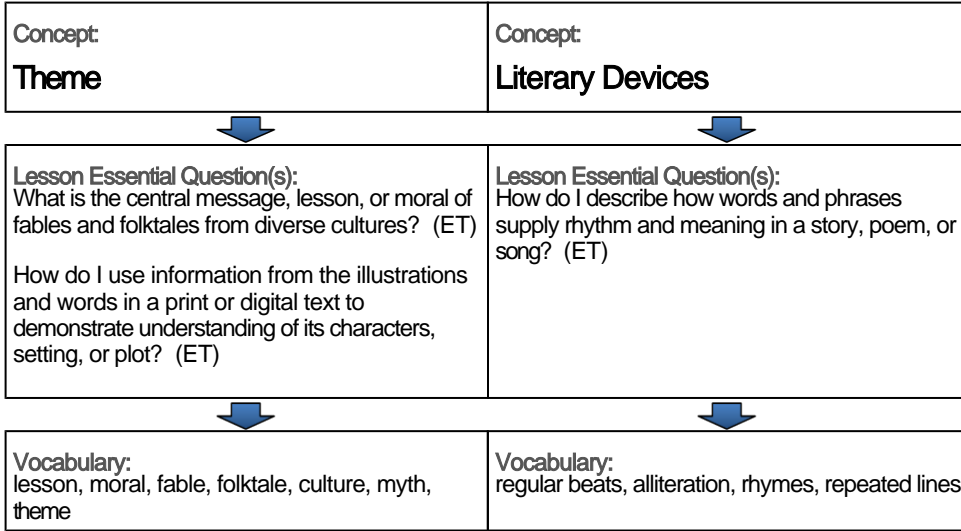 Concept:
Theme
Concept:
Literary Devices
Lesson Essential Question(s):
What is the central message, lesson, or moral of
fables and folktales from diverse cultures? (ET)
How do I use information from the illustrations
and words in a print or digital text to
demonstrate understanding of its characters,
setting, or plot? (ET)
Lesson Essential Question(s):
How do I describe how words and phrases
supply rhythm and meaning in a story, poem, or
song? (ET)
Vocabulary:
lesson, moral, fable, folktale, culture, myth,
theme
Vocabulary:
regular beats, alliteration, rhymes, repeated lines